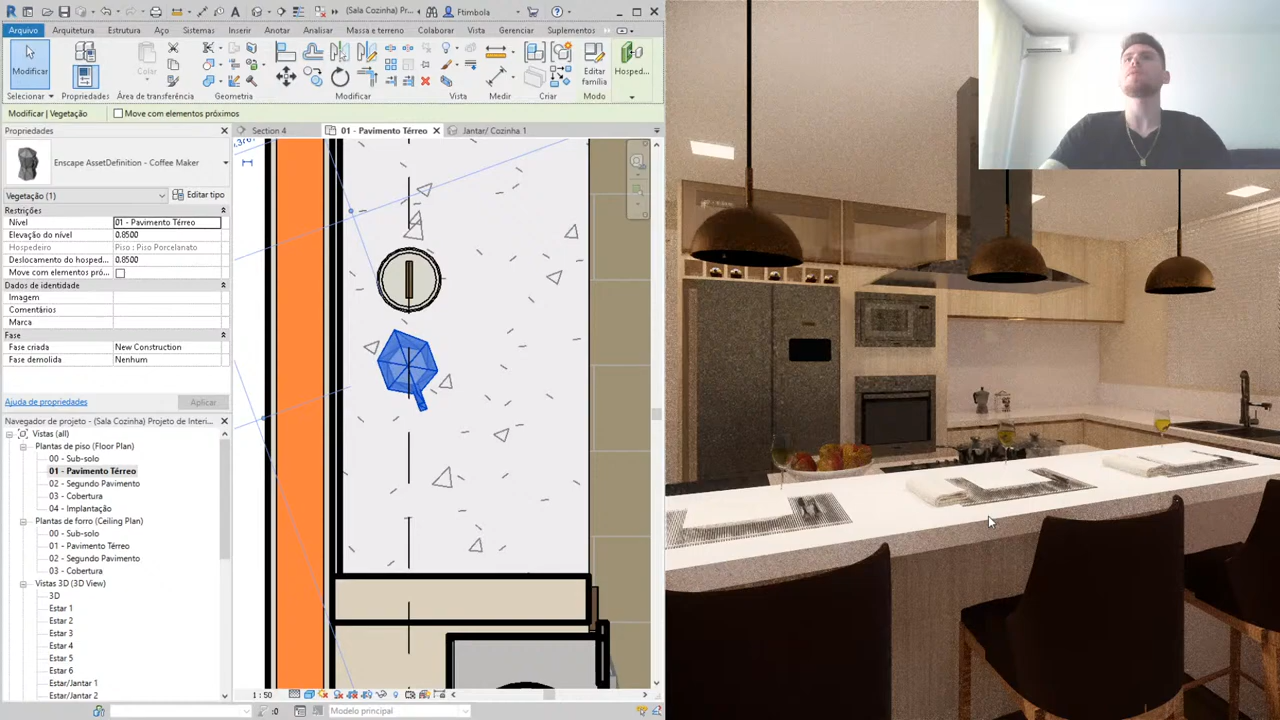 (Sala Cozinha) Pr...
Ftimbola
Arquivo
Arquitetura
Estrutura
Aço
Sistemas
Inserir
Anotar
Analisar
Massa e terreno
Colaborar
Vista
Gerenciar
Suplementos
Modificar
Propriedades
Colar
Editar
família
Hosped...
Selecionar
Propriedades
Área de transferência
Geometria
Modificar
Vista
Medir
Criar
Modo
Modificar | Vegetação
Move com elementos próximos
Propriedades
Section 4
01 - Pavimento Térreo
Jantar/ Cozinha 1
Enscape AssetDefinition - Coffee Maker
Vegetação (1)
Editar tipo
Restrições
Nível
01 - Pavimento Térreo
Elevação do nível
0.8500
Hospedeiro
Piso : Piso Porcelanato
Deslocamento do hosped...
0.8500
Move com elementos pró...
Dados de identidade
Imagem
Comentários
Marca
Fase
Fase criada
New Construction
Fase demolida
Nenhum
Ajuda de propriedades
Aplicar
Navegador de projeto - (Sala Cozinha) Projeto de Interi...
Vistas (all)
Plantas de piso (Floor Plan)
00 - Sub-solo
01 - Pavimento Térreo
02 - Segundo Pavimento
03 - Cobertura
04 - Implantação
Plantas de forro (Ceiling Plan)
00 - Sub-solo
01 - Pavimento Térreo
02 - Segundo Pavimento
03 - Cobertura
Vistas 3D (3D View)
3D
Estar 1
Estar 2
Estar 3
Estar 4
Estar 5
Estar 6
Estar/Jantar 1
Estar/Jantar 2
1 : 50
:0
Modelo principal